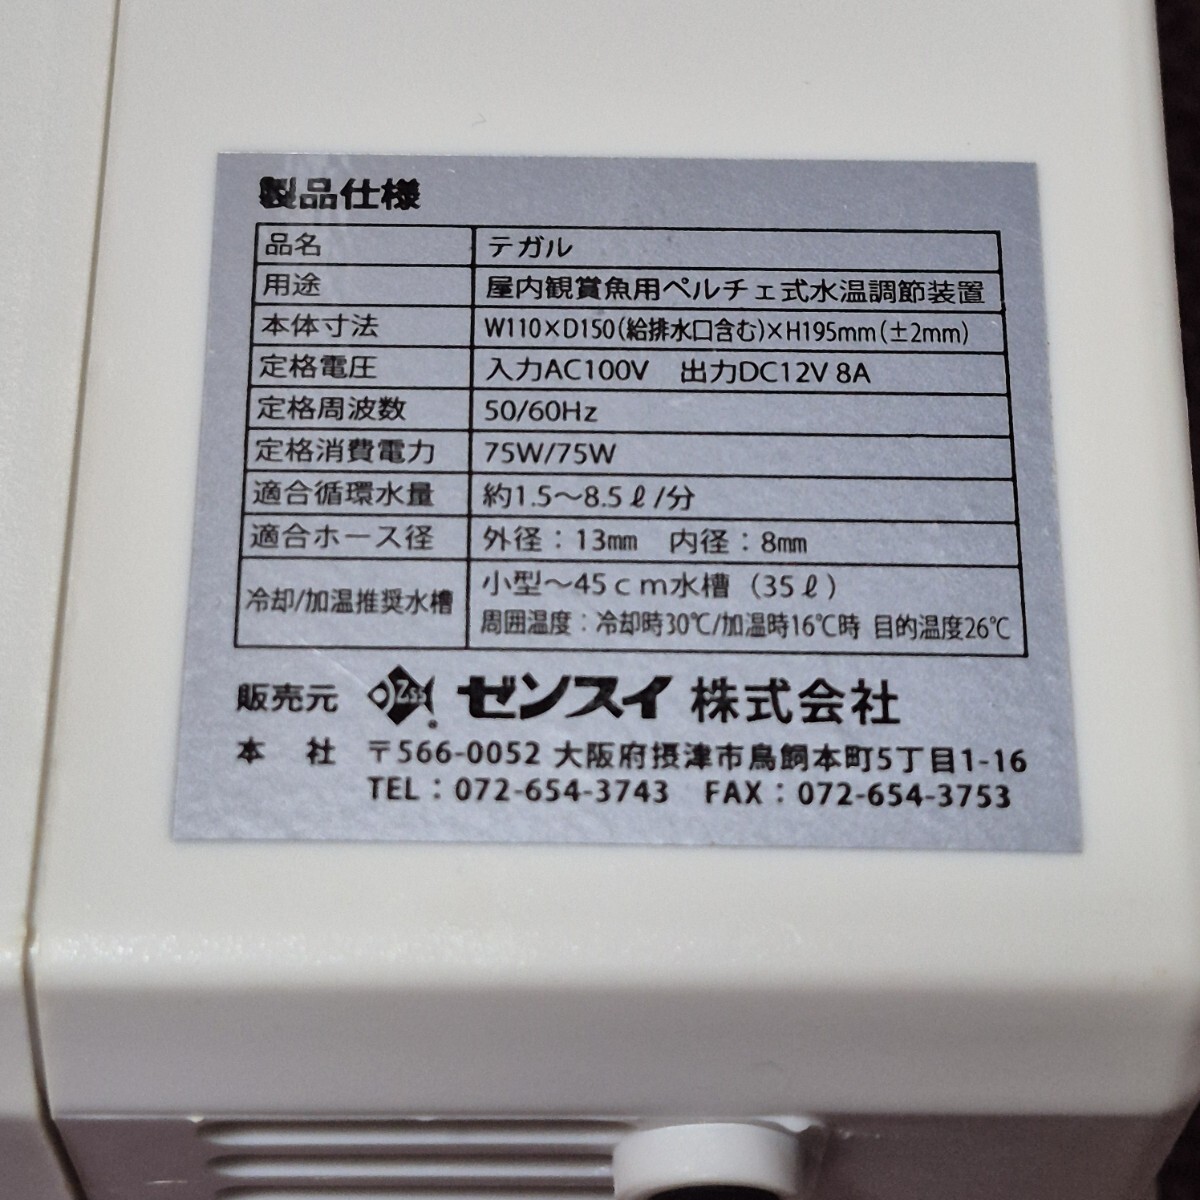 製品仕様
品名 テガル
用途 屋内観賞魚用ペルチェ式水温調節装置
本体寸法 W110×D150(給排水口含む)×H195mm(±2mm)
定格電圧 入力AC100V 出力DC12V 8A
定格周波数 50/60Hz
定格消費電力 75W/75W
適合循環水量 約1.5〜8.5ℓ/分
適合ホース径 外径：13㎜ 内径：8㎜
冷却/加温推奨水槽 小型〜45cm水槽（35ℓ）
周囲温度：冷却時30℃/加温時16℃時 目的温度26℃
販売元 ZSS® ゼンスイ 株式会社
本 社 〒566-0052 大阪府摂津市鳥飼本町5丁目1-16
TEL：072-654-3743 FAX：072-654-3753